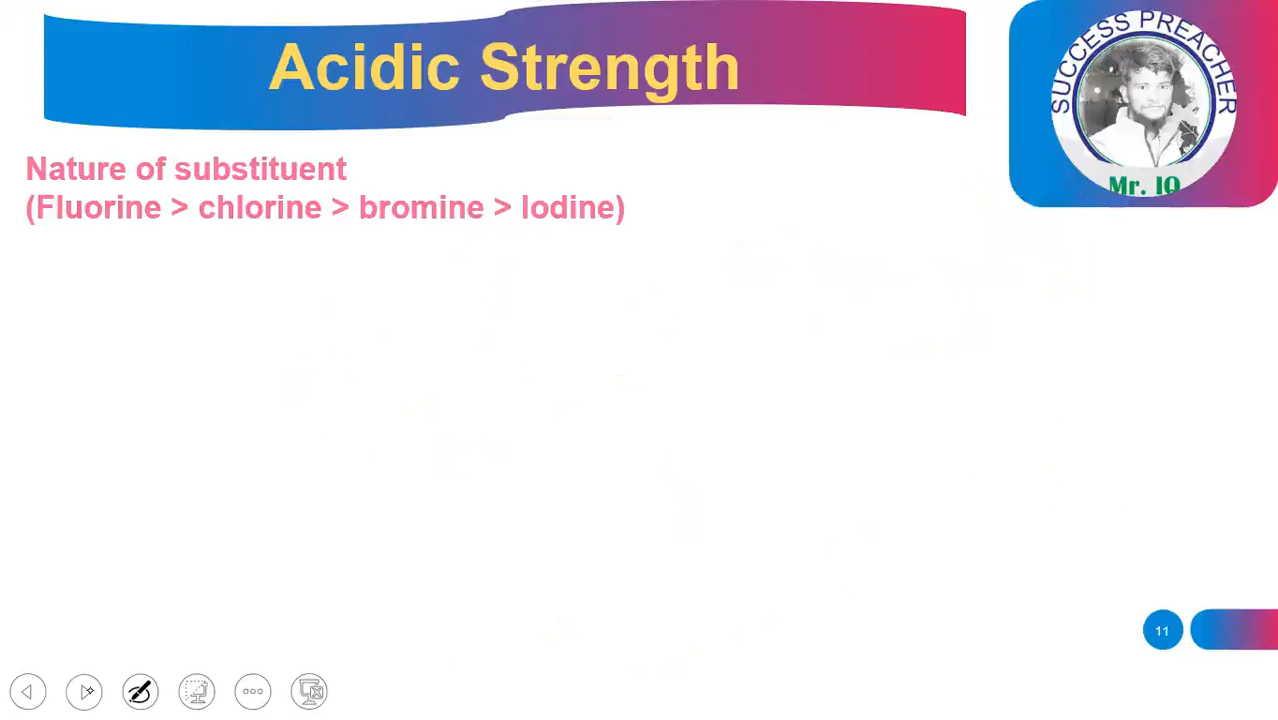 Acidic Strength
SUCCESS PREACHER
Mr. IQ
Nature of substituent
(Fluorine > chlorine > bromine > Iodine)
11